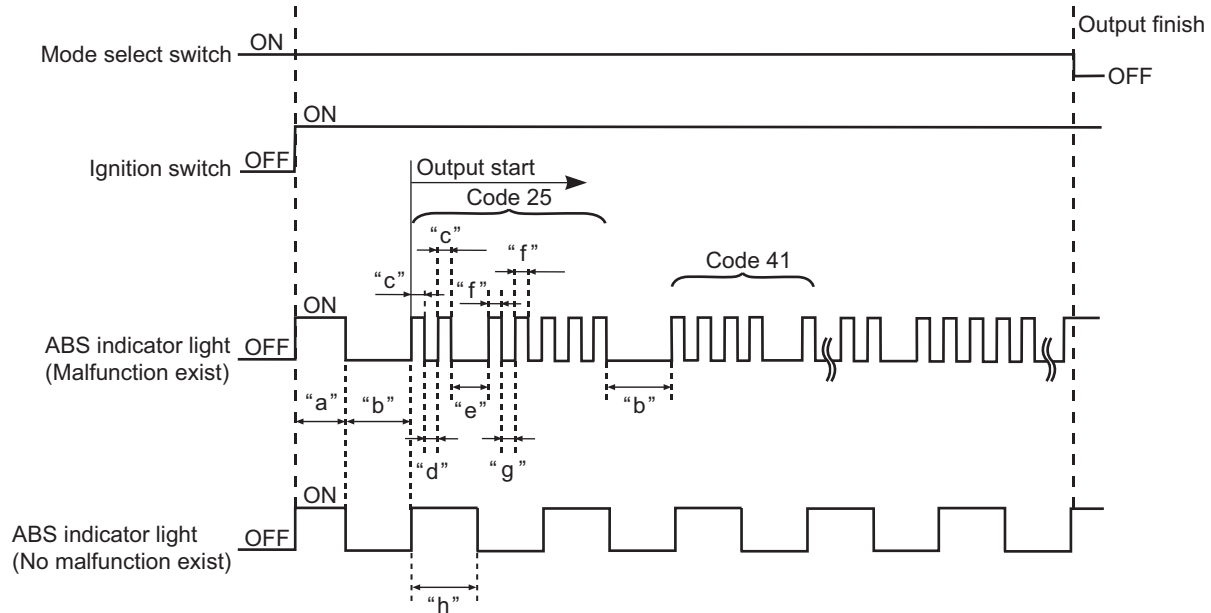 Output finish
Mode select switch
ON
OFF
ON
Ignition switch
OFF
Output start
Code 25
“c”
“f”
Code 41
“c”
“f”
ON
ABS indicator light
(Malfunction exist)
OFF
“a”
“b”
“e”
“b”
“d”
“g”
ON
ABS indicator light
(No malfunction exist)
OFF
“h”